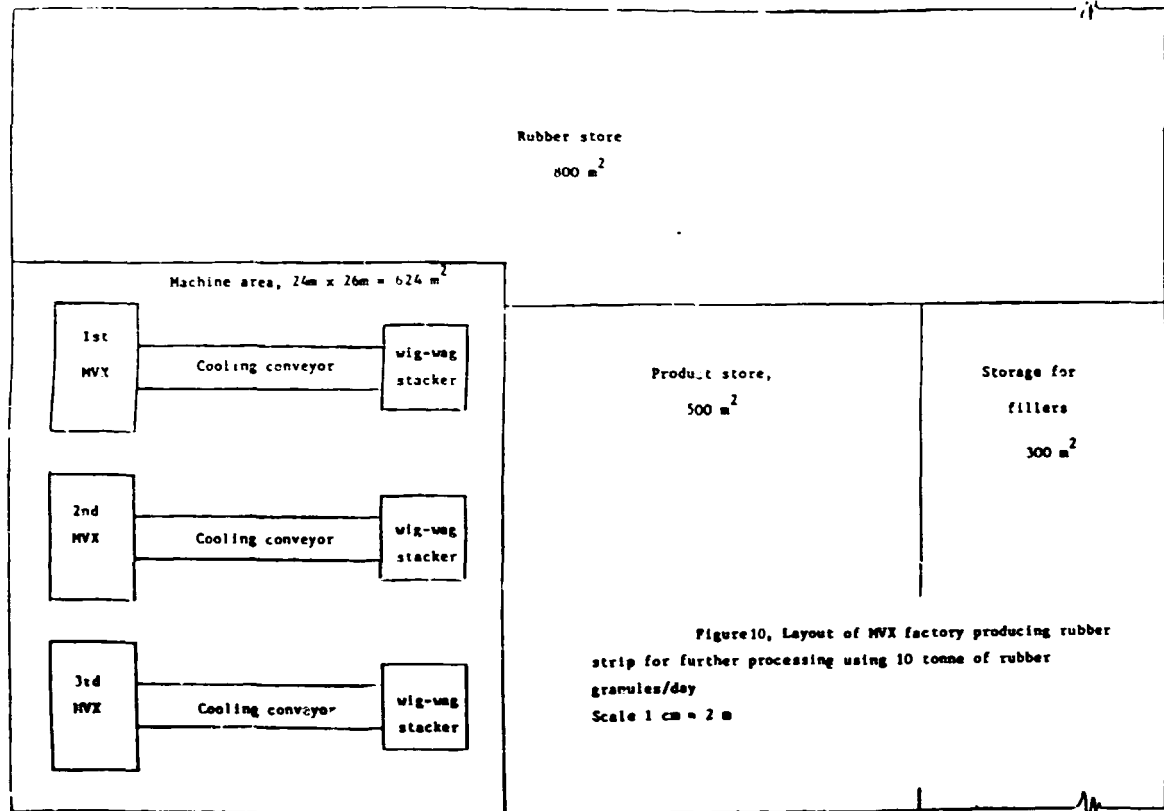 Rubber store
800 m²
Machine area, 24m x 26m = 624 m²
1st
MVX
Cooling conveyor
wig-wag
stacker
Product store,
500 m²
Storage for
fillers
300 m²
2nd
MVX
Cooling conveyor
wig-wag
stacker
3rd
MVX
Cooling conveyor
wig-wag
stacker
Figure 10, Layout of MVX factory producing rubber
strip for further processing using 10 tonne of rubber
granules/day
Scale 1 cm = 2 m